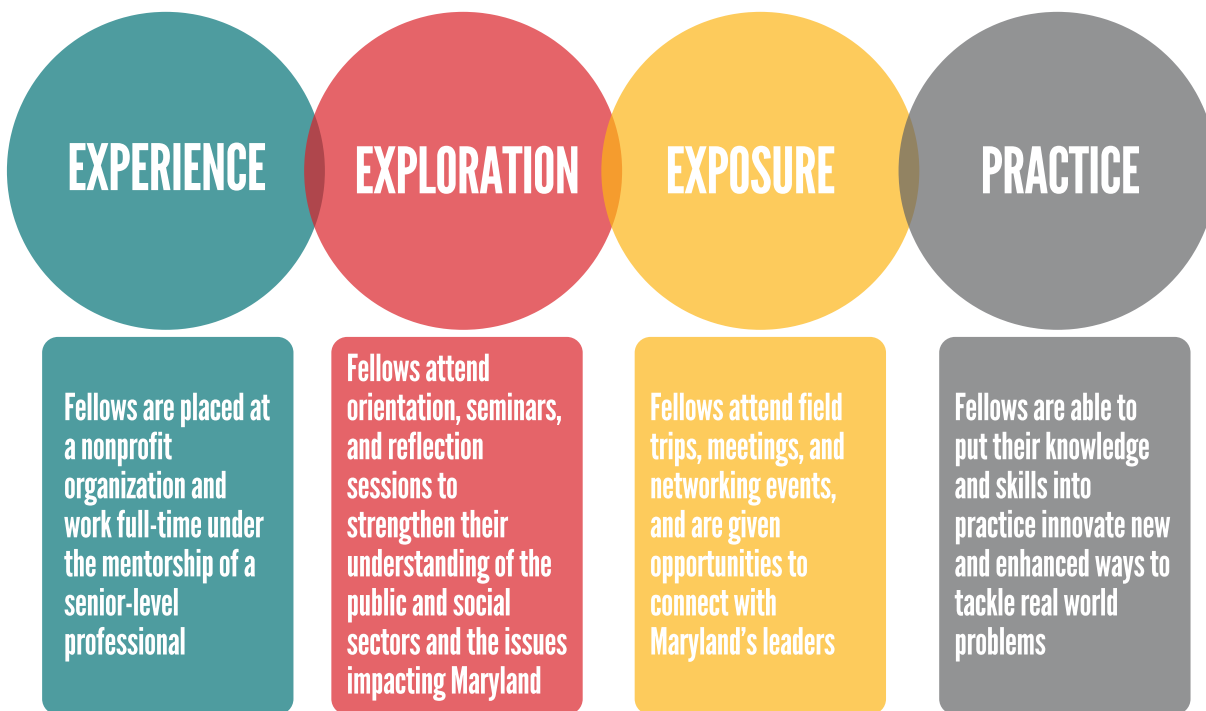 EXPERIENCE
EXPLORATION
EXPOSURE
PRACTICE
Fellows are placed at
a nonprofit
organization and
work full-time under
the mentorship of a
senior-level
professional
Fellows attend
orientation, seminars,
and reflection
sessions to
strengthen their
understanding of the
public and social
sectors and the issues
impacting Maryland
Fellows attend field
trips, meetings, and
networking events,
and are given
opportunities to
connect with
Maryland’s leaders
Fellows are able to
put their knowledge
and skills into
practice innovate new
and enhanced ways to
tackle real world
problems